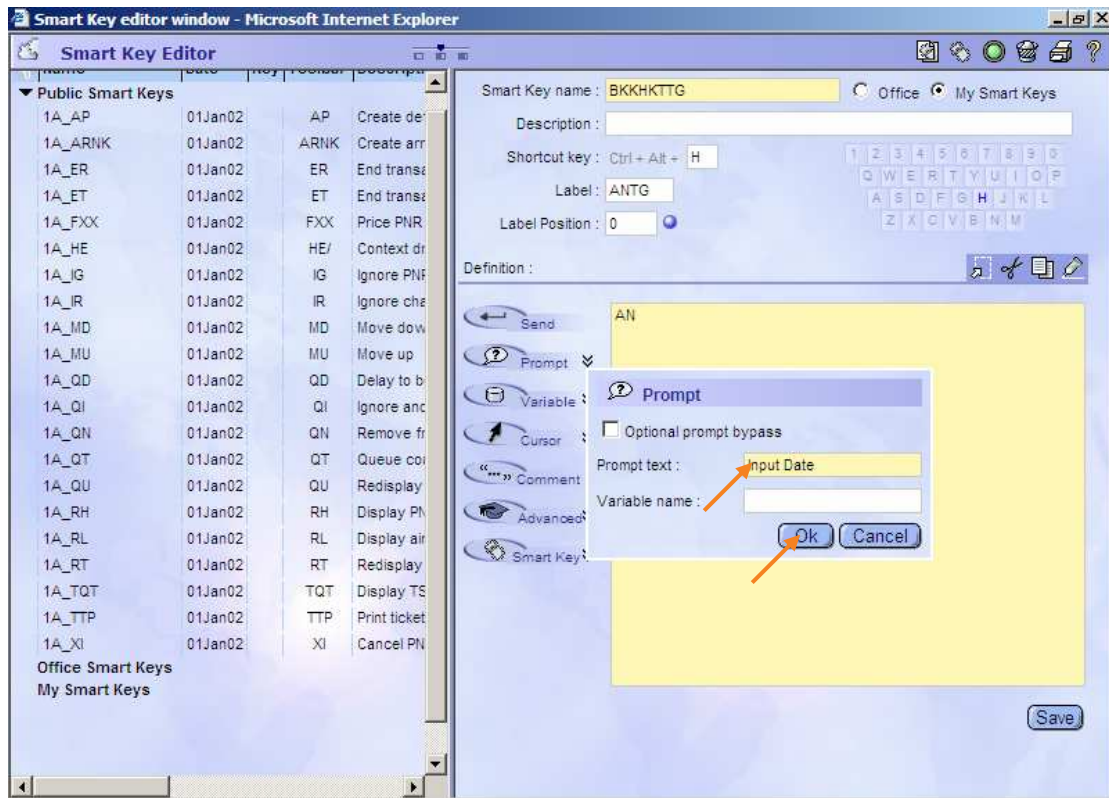 Smart Key editor window - Microsoft Internet Explorer
Smart Key Editor
Name Date Key Toolbar
Public Smart Keys
1A_AP 01Jan02 AP Create de
1A_ARNK 01Jan02 ARNK Create arr
1A_ER 01Jan02 ER End transa
1A_ET 01Jan02 ET End transa
1A_FXX 01Jan02 FXX Price PNR
1A_HE 01Jan02 HE/ Context dr
1A_IG 01Jan02 IG Ignore PNR
1A_IR 01Jan02 IR Ignore cha
1A_MD 01Jan02 MD Move dow
1A_MU 01Jan02 MU Move up
1A_QD 01Jan02 QD Delay to b
1A_QI 01Jan02 QI Ignore and
1A_QN 01Jan02 QN Remove fr
1A_QT 01Jan02 QT Queue co
1A_QU 01Jan02 QU Redisplay
1A_RH 01Jan02 RH Display PN
1A_RL 01Jan02 RL Display air
1A_RT 01Jan02 RT Redisplay
1A_TQT 01Jan02 TQT Display TS
1A_TTP 01Jan02 TTP Print ticket
1A_XI 01Jan02 XI Cancel PN
Office Smart Keys
My Smart Keys
Smart Key name : BKKHKTTG Office My Smart Keys
Description :
Shortcut key : Ctrl + Alt + H
Label : ANTG
Label Position : 0
1 2 3 4 5 6 7 8 9 0
Q W E R T Y U I O P
A S D F G H J K L
Z X C V B N M
Definition :
Send
Prompt
Variable
Cursor
Comment
Advanced
Smart Key
AN
Prompt
Optional prompt bypass
Prompt text : Input Date
Variable name :
Ok Cancel
Save